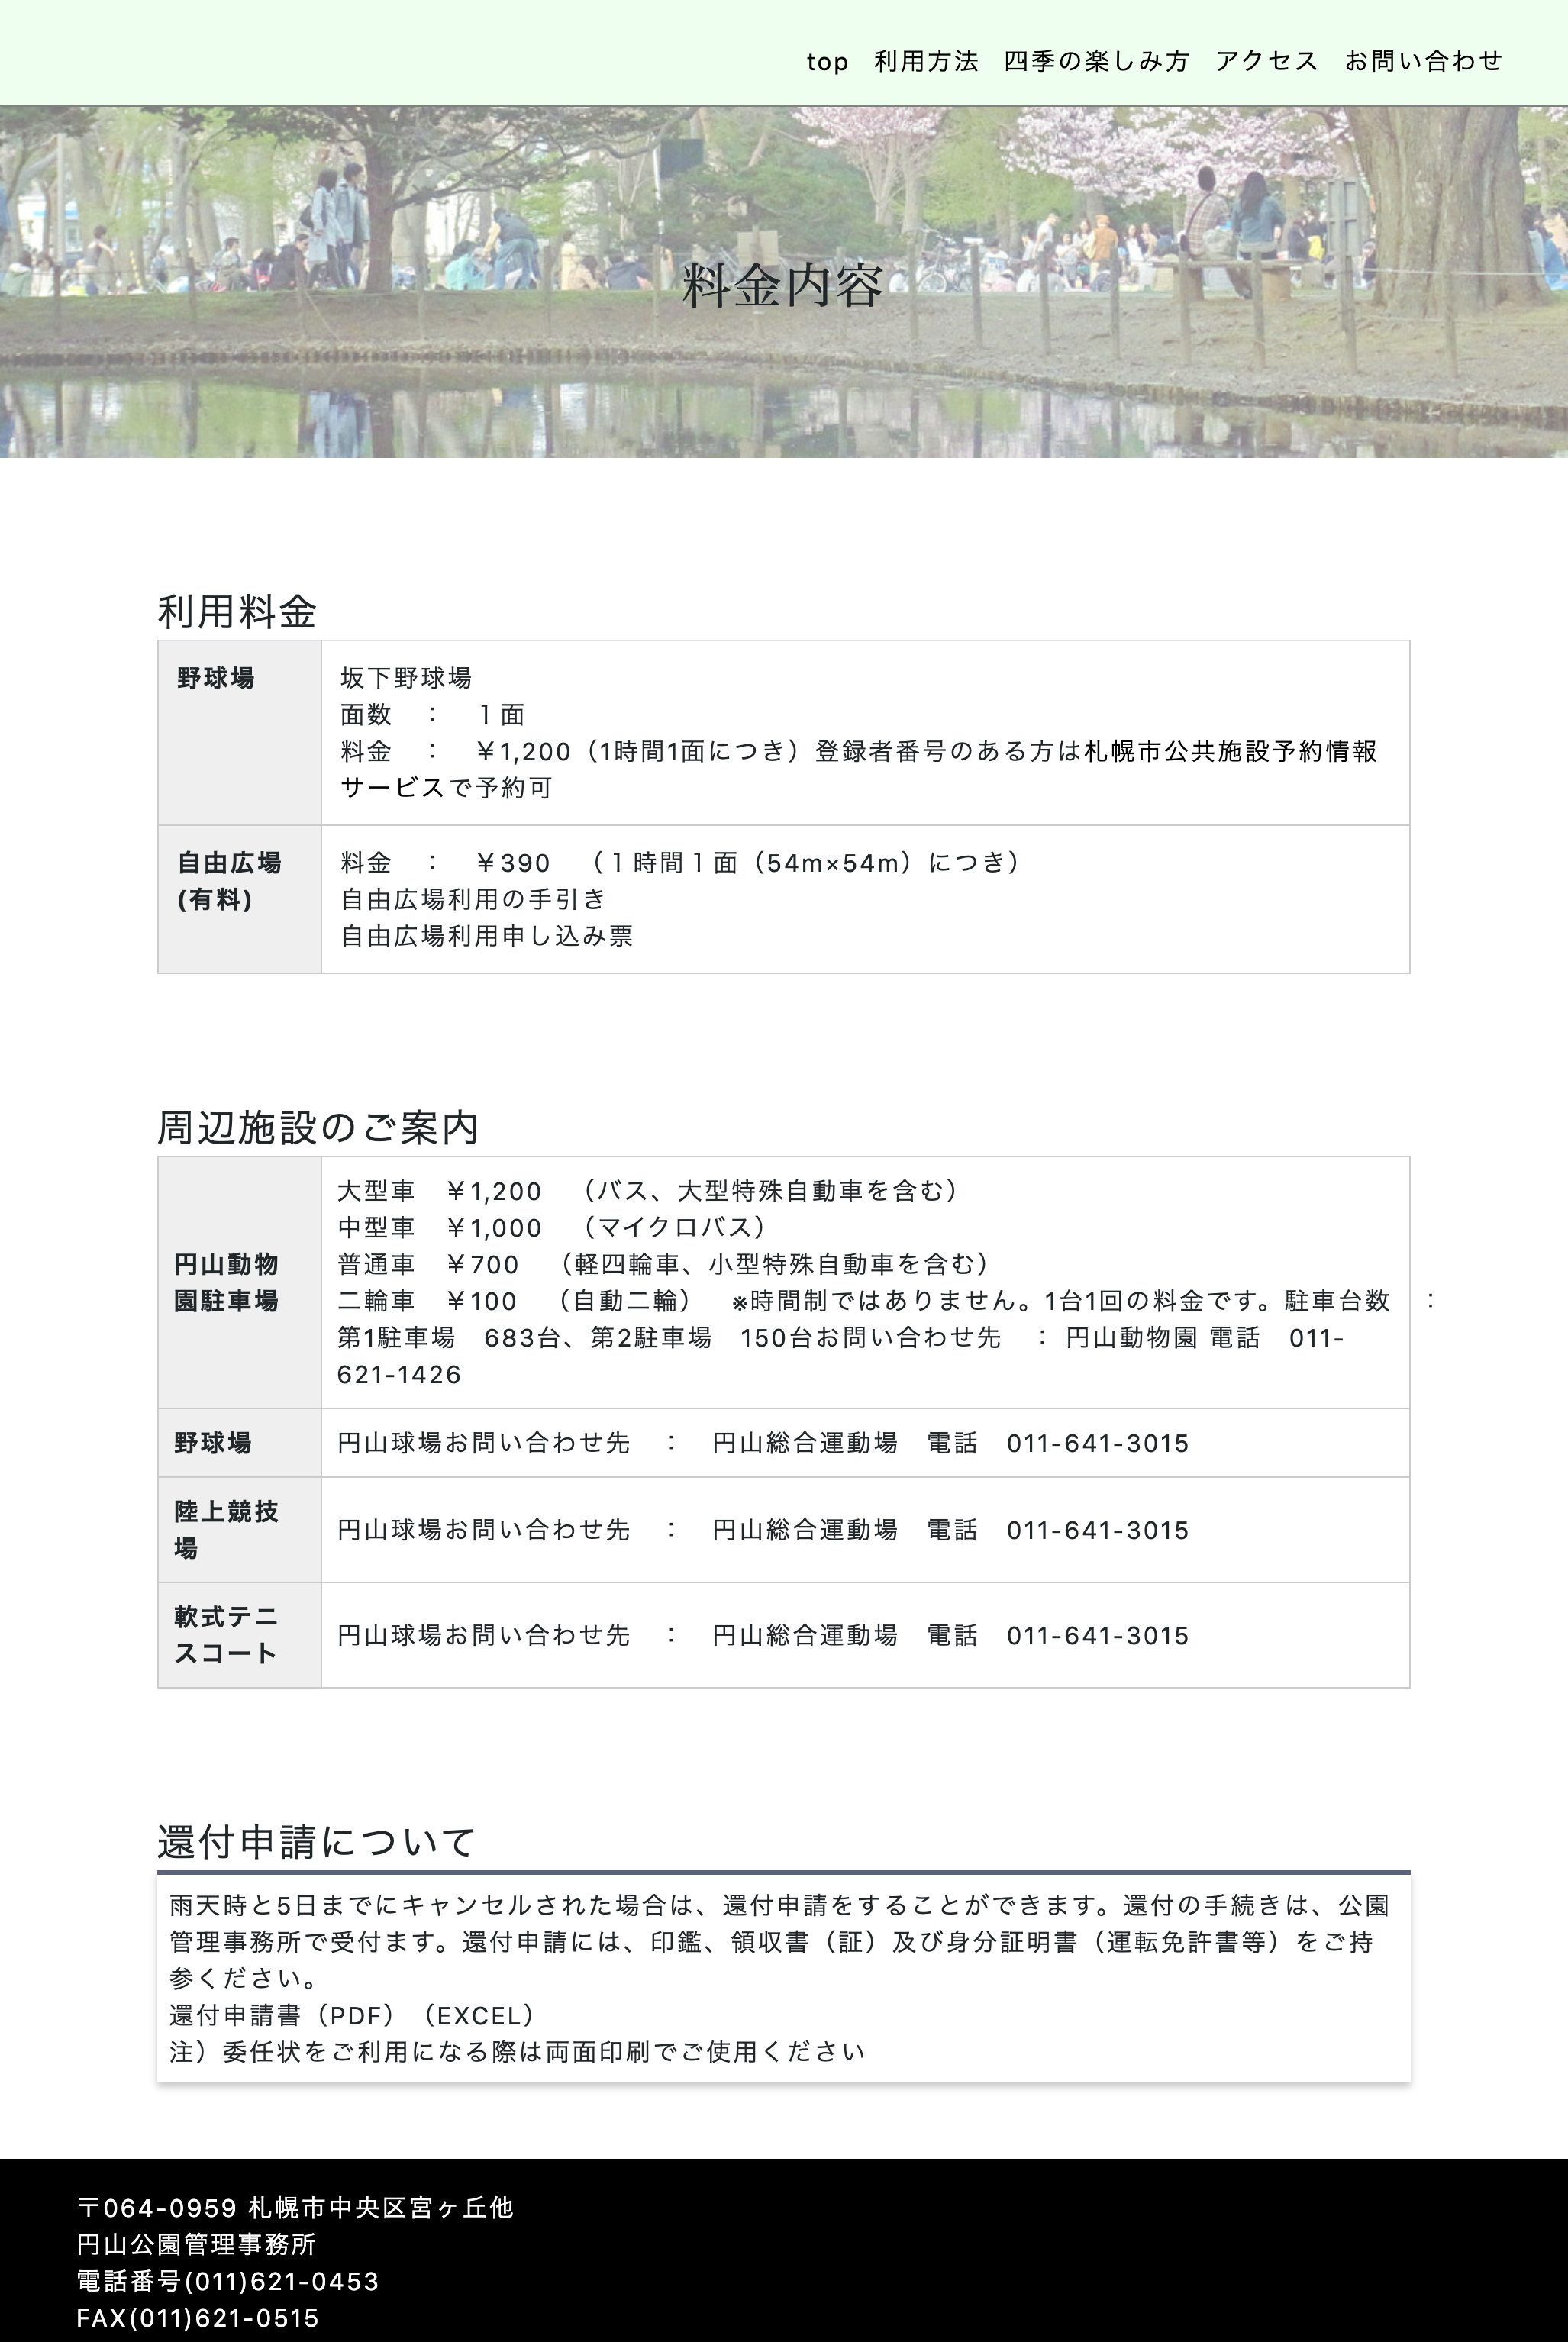 top 利用方法 四季の楽しみ方 アクセス お問い合わせ
料金内容
利用料金
野球場
坂下野球場
面数　：　１面
料金　：　￥1,200（1時間1面につき）登録者番号のある方は札幌市公共施設予約情報
サービスで予約可
自由広場
(有料)
料金　：　￥390　（１時間１面（54m×54m）につき）
自由広場利用の手引き
自由広場利用申し込み票
周辺施設のご案内
円山動物
園駐車場
大型車　￥1,200　（バス、大型特殊自動車を含む）
中型車　￥1,000　（マイクロバス）
普通車　￥700　（軽四輪車、小型特殊自動車を含む）
二輪車　￥100　（自動二輪）　※時間制ではありません。1台1回の料金です。駐車台数　：
第1駐車場　683台、第2駐車場　150台お問い合わせ先　： 円山動物園 電話　011-
621-1426
野球場
円山球場お問い合わせ先　：　円山総合運動場　電話　011-641-3015
陸上競技
場
円山球場お問い合わせ先　：　円山総合運動場　電話　011-641-3015
軟式テニ
スコート
円山球場お問い合わせ先　：　円山総合運動場　電話　011-641-3015
還付申請について
雨天時と5日までにキャンセルされた場合は、還付申請をすることができます。還付の手続きは、公園
管理事務所で受付ます。還付申請には、印鑑、領収書（証）及び身分証明書（運転免許書等）をご持
参ください。
還付申請書（PDF）（EXCEL）
注）委任状をご利用になる際は両面印刷でご使用ください
〒064-0959 札幌市中央区宮ヶ丘他
円山公園管理事務所
電話番号(011)621-0453
FAX(011)621-0515